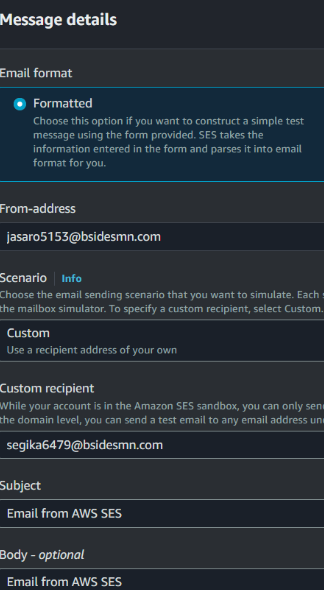 Message details
Email format
Formatted
Choose this option if you want to construct a simple test
message using the form provided. SES takes the
information entered in the form and parses it into email
format for you.
From-address
jasaro5153@bsidesmn.com
Scenario | Info
Choose the email sending scenario that you want to simulate. Each
the mailbox simulator. To specify a custom recipient, select Custom.
Custom
Use a recipient address of your own
Custom recipient
While your account is in the Amazon SES sandbox, you can only
the domain level, you can send a test email to any email address
segika6479@bsidesmn.com
Subject
Email from AWS SES
Body - optional
Email from AWS SES